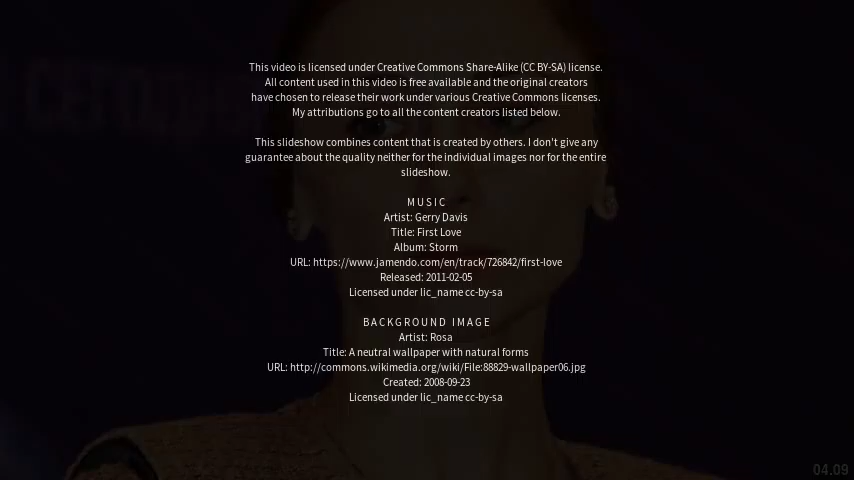 This video is licensed under Creative Commons Share-Alike (CC BY-SA) license.
All content used in this video is free available and the original creators
have chosen to release their work under various Creative Commons licenses.
My attributions go to all the content creators listed below.
This slideshow combines content that is created by others. I don't give any
guarantee about the quality neither for the individual images nor for the entire
slideshow.
MUSIC
Artist: Gerry Davis
Title: First Love
Album: Storm
URL: https://www.jamendo.com/en/track/726842/first-love
Released: 2011-02-05
Licensed under lic_name cc-by-sa
BACKGROUND IMAGE
Artist: Rosa
Title: A neutral wallpaper with natural forms
URL: http://commons.wikimedia.org/wiki/File:88829-wallpaper06.jpg
Created: 2008-09-23
Licensed under lic_name cc-by-sa
04.09